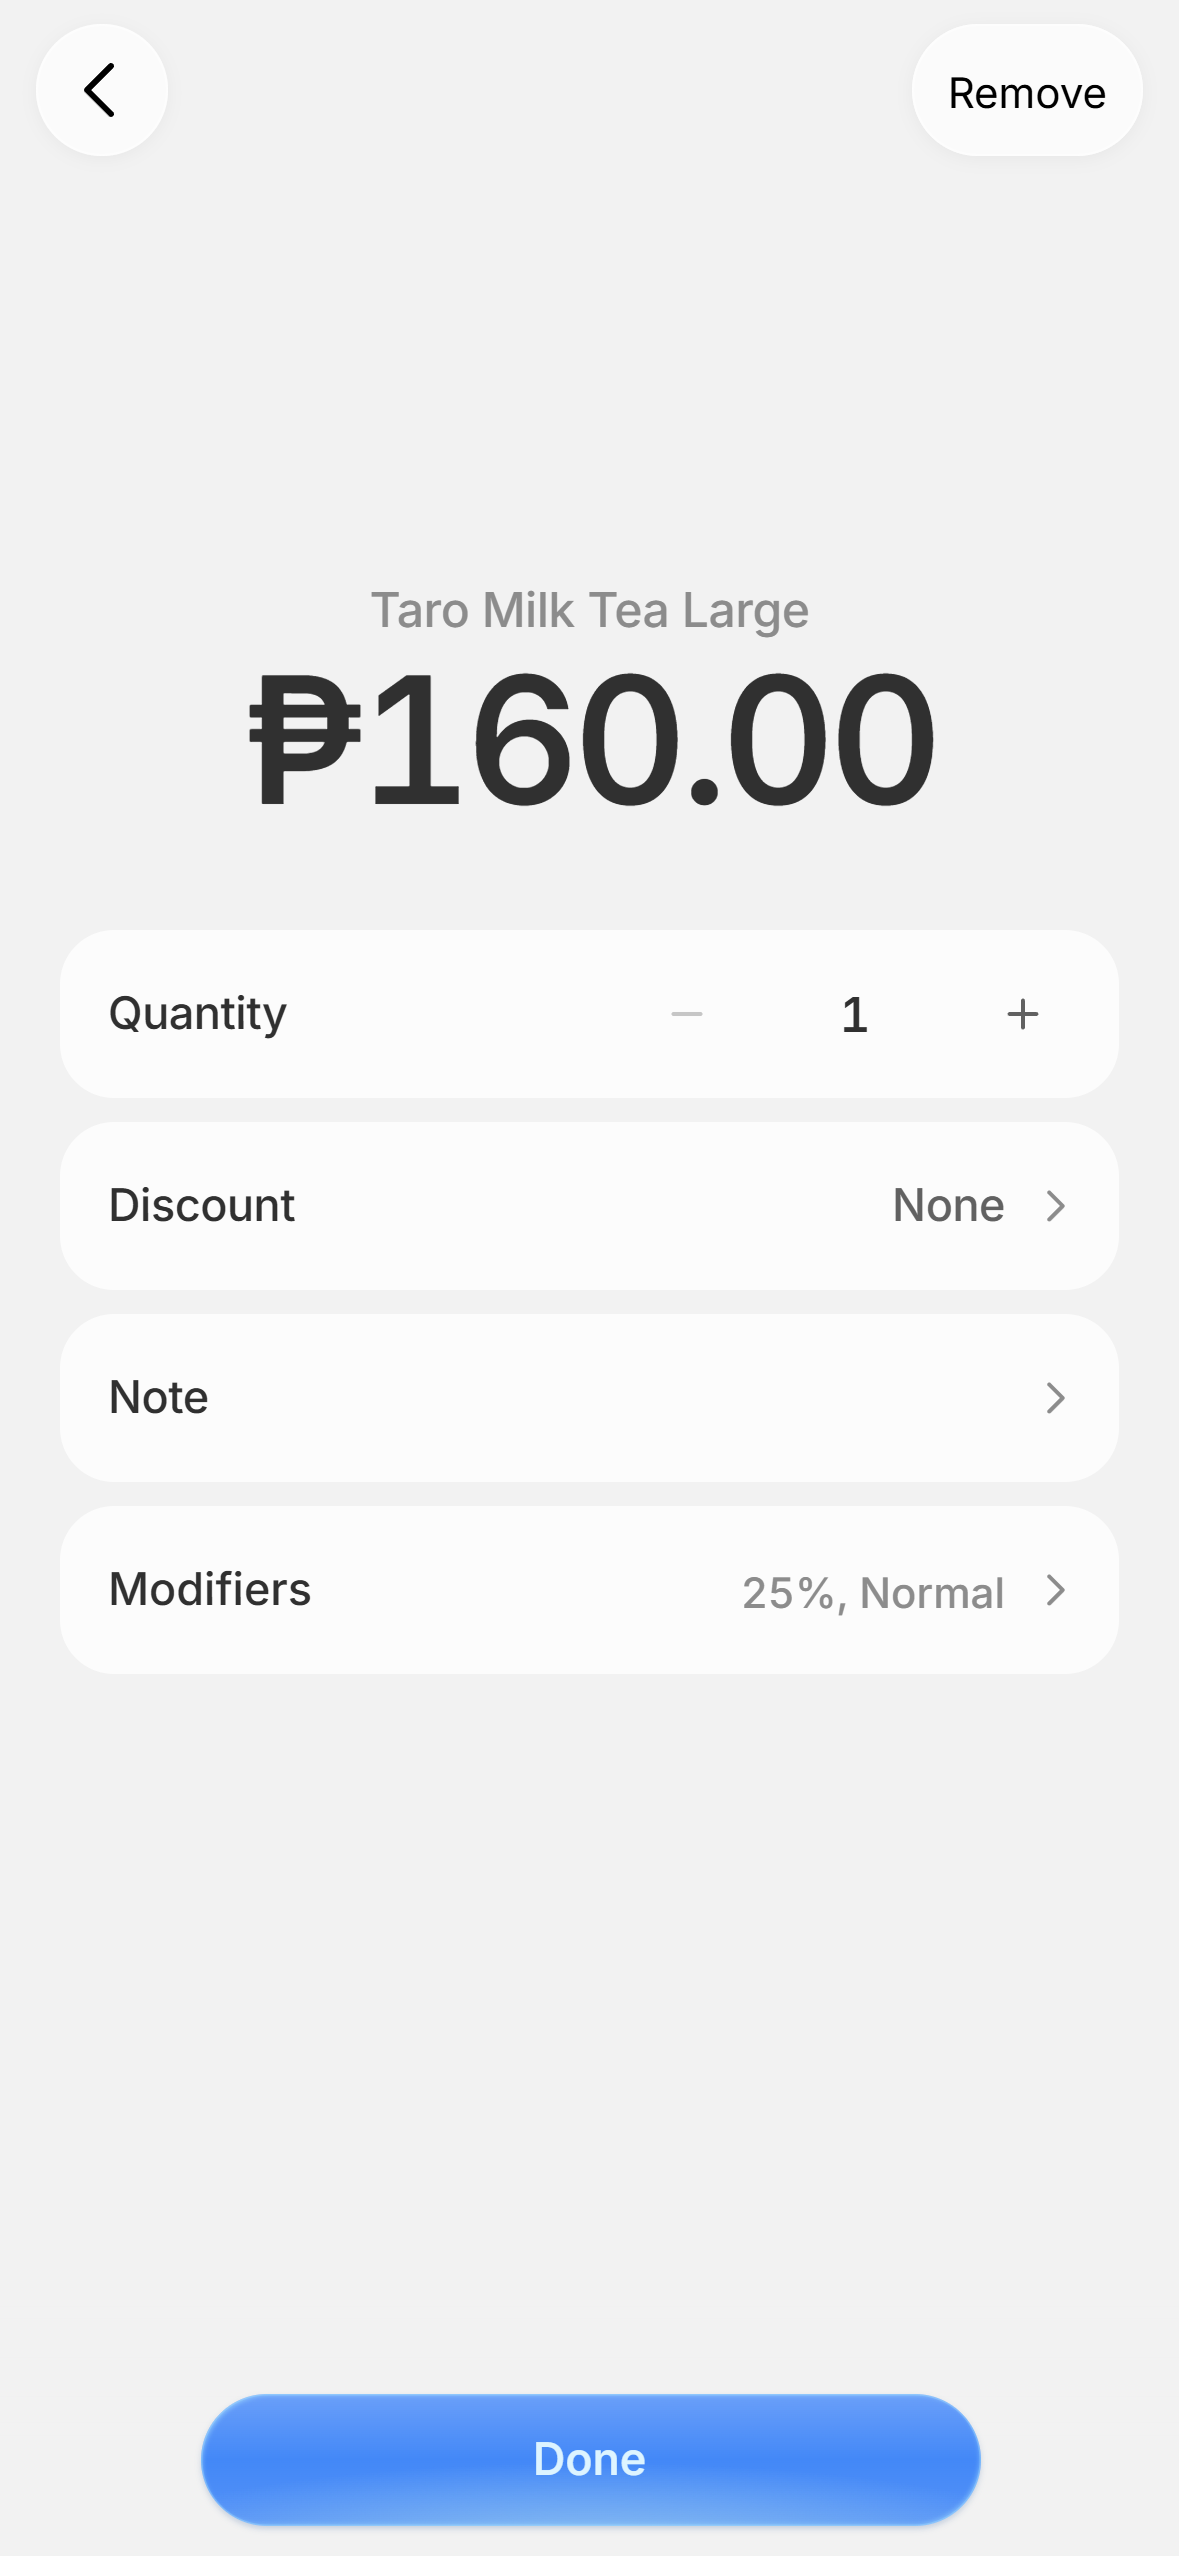 Remove
Taro Milk Tea Large
₱160.00
Quantity 1
Discount None
Note
Modifiers 25%, Normal
Done